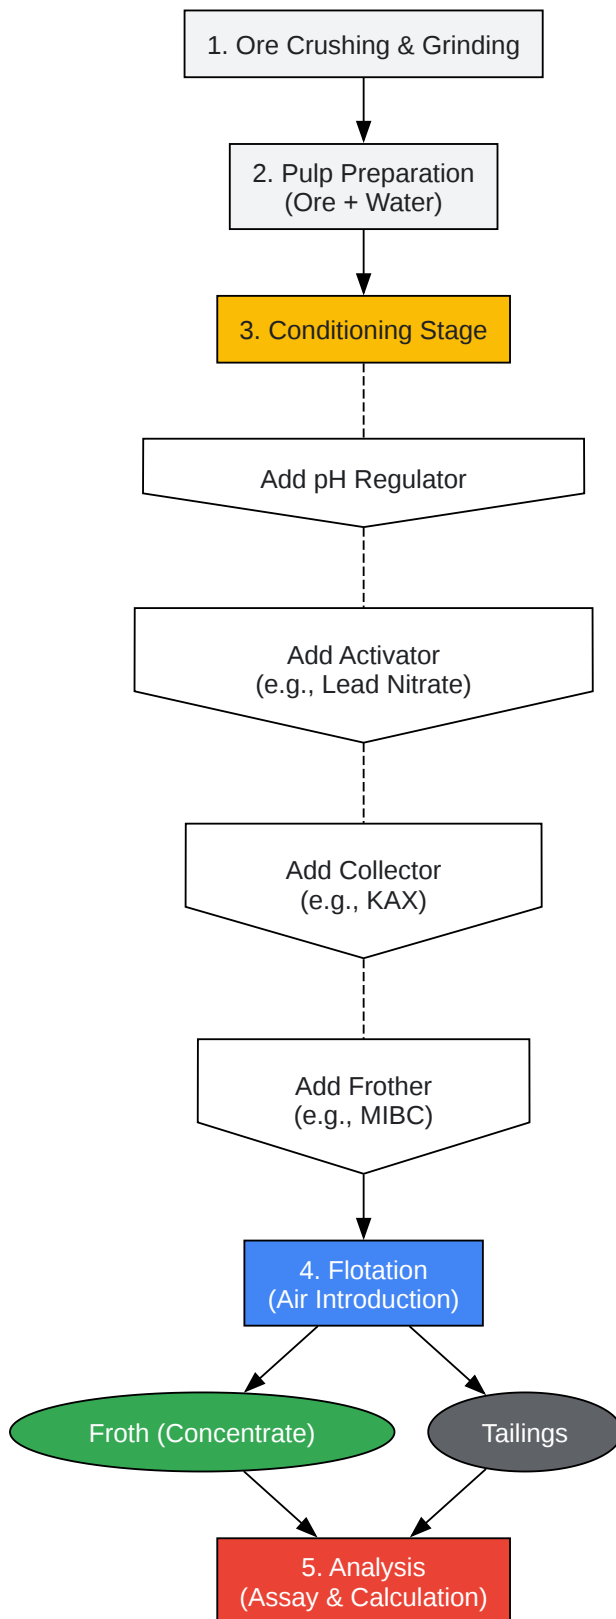 1. Ore Crushing & Grinding
2. Pulp Preparation
(Ore + Water)
3. Conditioning Stage
Add pH Regulator
Add Activator
(e.g., Lead Nitrate)
Add Collector
(e.g., KAX)
Add Frother
(e.g., MIBC)
4. Flotation
(Air Introduction)
Froth (Concentrate)
Tailings
5. Analysis
(Assay & Calculation)